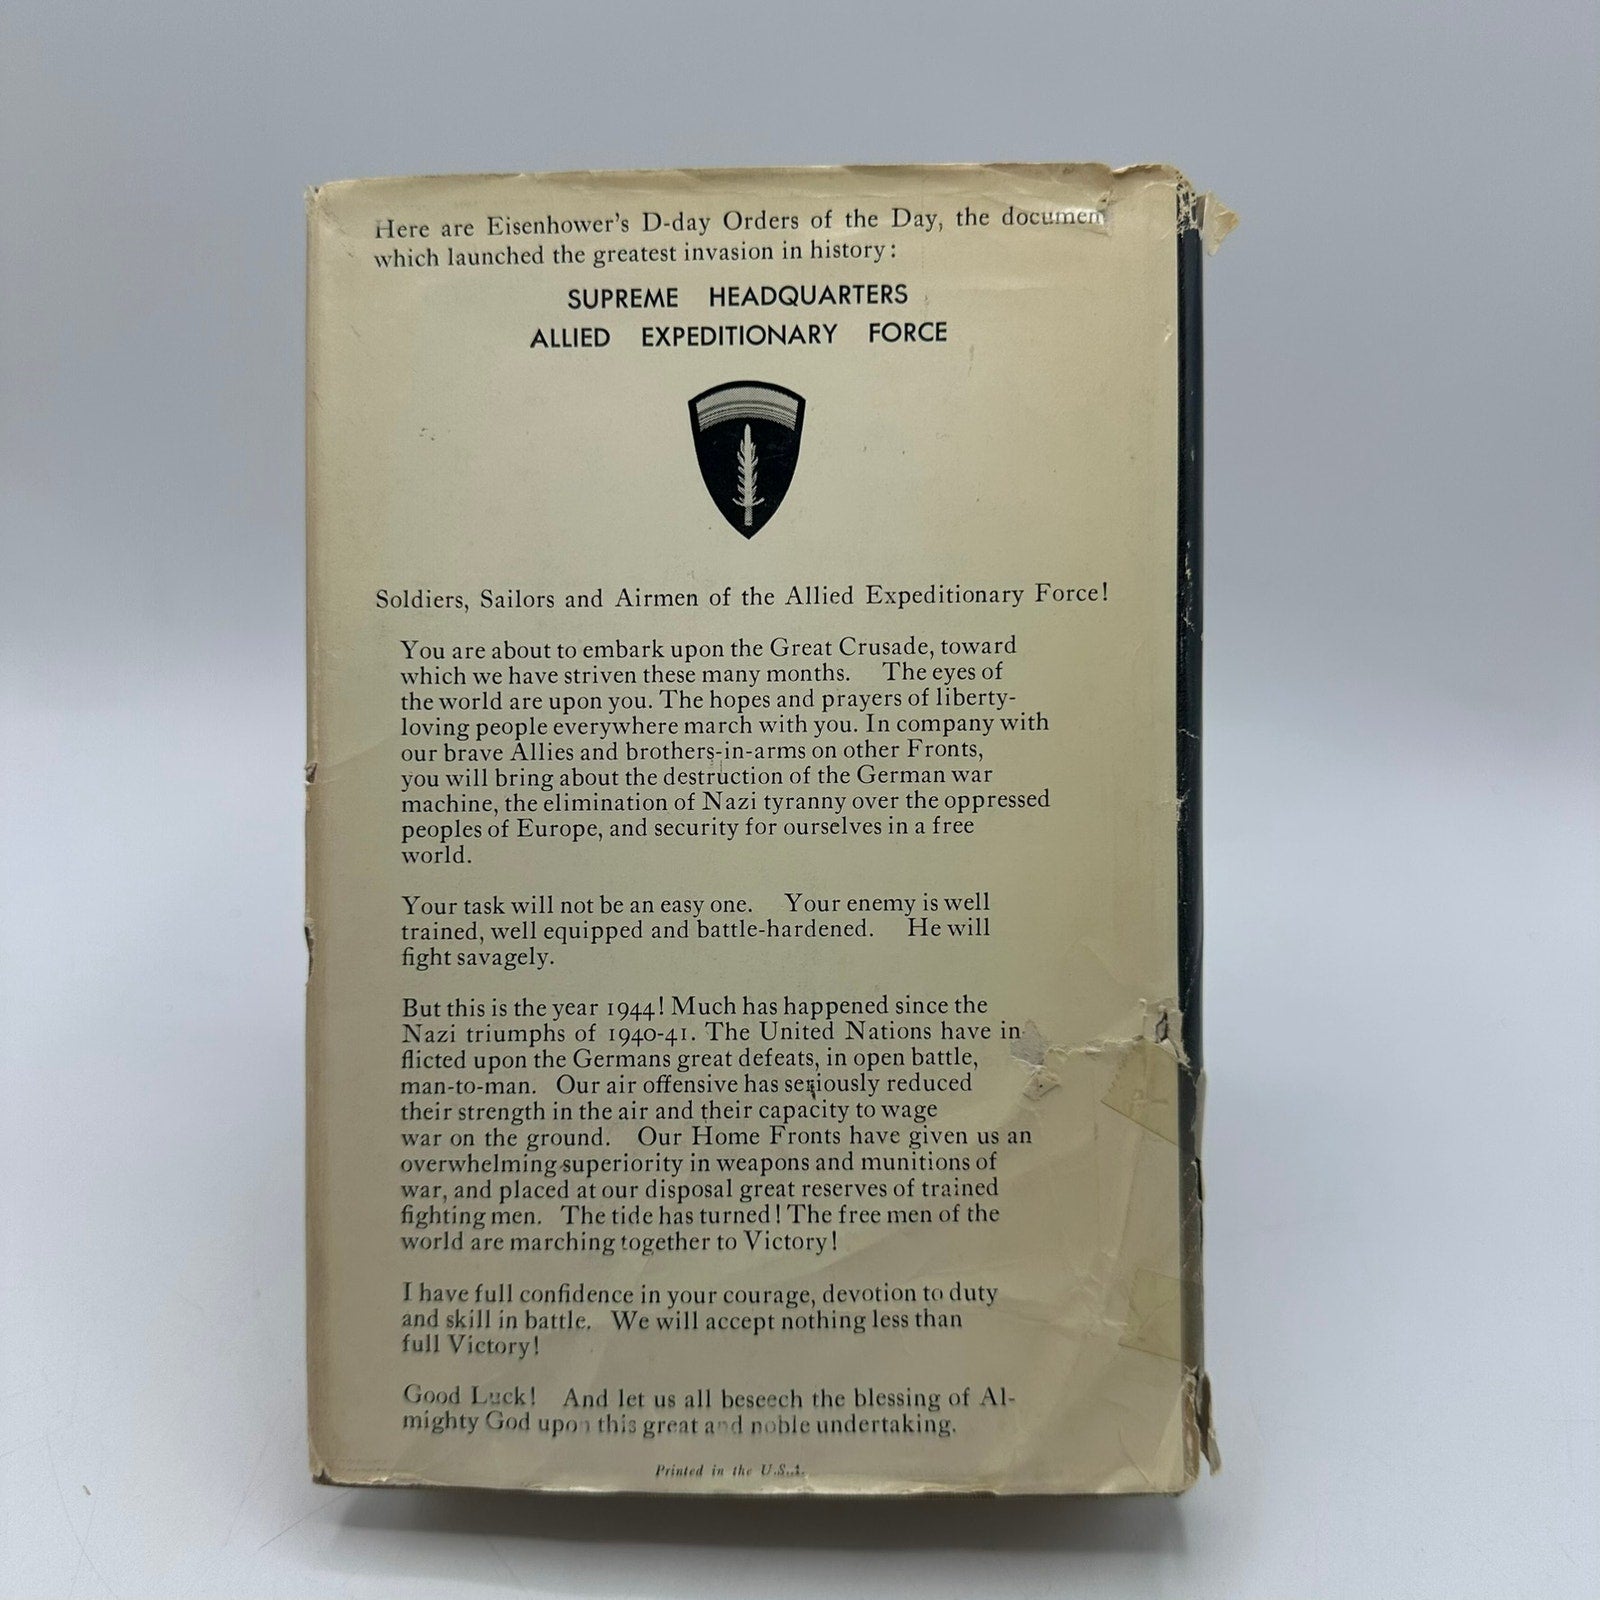 Here are Eisenhower's D-day Orders of the Day, the documen
which launched the greatest invasion in history:
SUPREME HEADQUARTERS
ALLIED EXPEDITIONARY FORCE
Soldiers, Sailors and Airmen of the Allied Expeditionary Force!
You are about to embark upon the Great Crusade, toward
which we have striven these many months. The eyes of
the world are upon you. The hopes and prayers of liberty-
loving people everywhere march with you. In company with
our brave Allies and brothers-in-arms on other Fronts,
you will bring about the destruction of the German war
machine, the elimination of Nazi tyranny over the oppressed
peoples of Europe, and security for ourselves in a free
world.
Your task will not be an easy one. Your enemy is well
trained, well equipped and battle-hardened. He will
fight savagely.
But this is the year 1944! Much has happened since the
Nazi triumphs of 1940-41. The United Nations have in-
flicted upon the Germans great defeats, in open battle,
man-to-man. Our air offensive has seriously reduced
their strength in the air and their capacity to wage
war on the ground. Our Home Fronts have given us an
overwhelming superiority in weapons and munitions of
war, and placed at our disposal great reserves of trained
fighting men. The tide has turned! The free men of the
world are marching together to Victory!
I have full confidence in your courage, devotion to duty
and skill in battle. We will accept nothing less than
full Victory!
Good Luck! And let us all beseech the blessing of Al-
mighty God upon this great and noble undertaking.
Printed in the U.S.A.